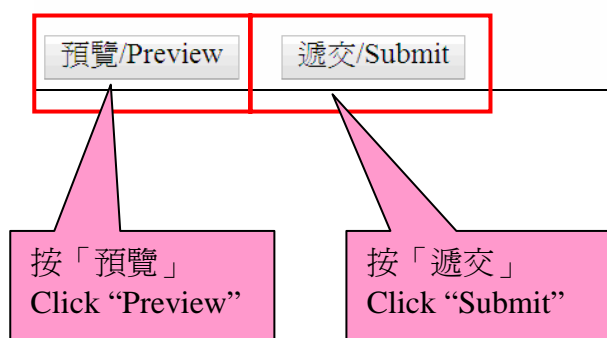 預覽/Preview
遞交/Submit
按「預覽」
Click “Preview”
按「遞交」
Click “Submit”